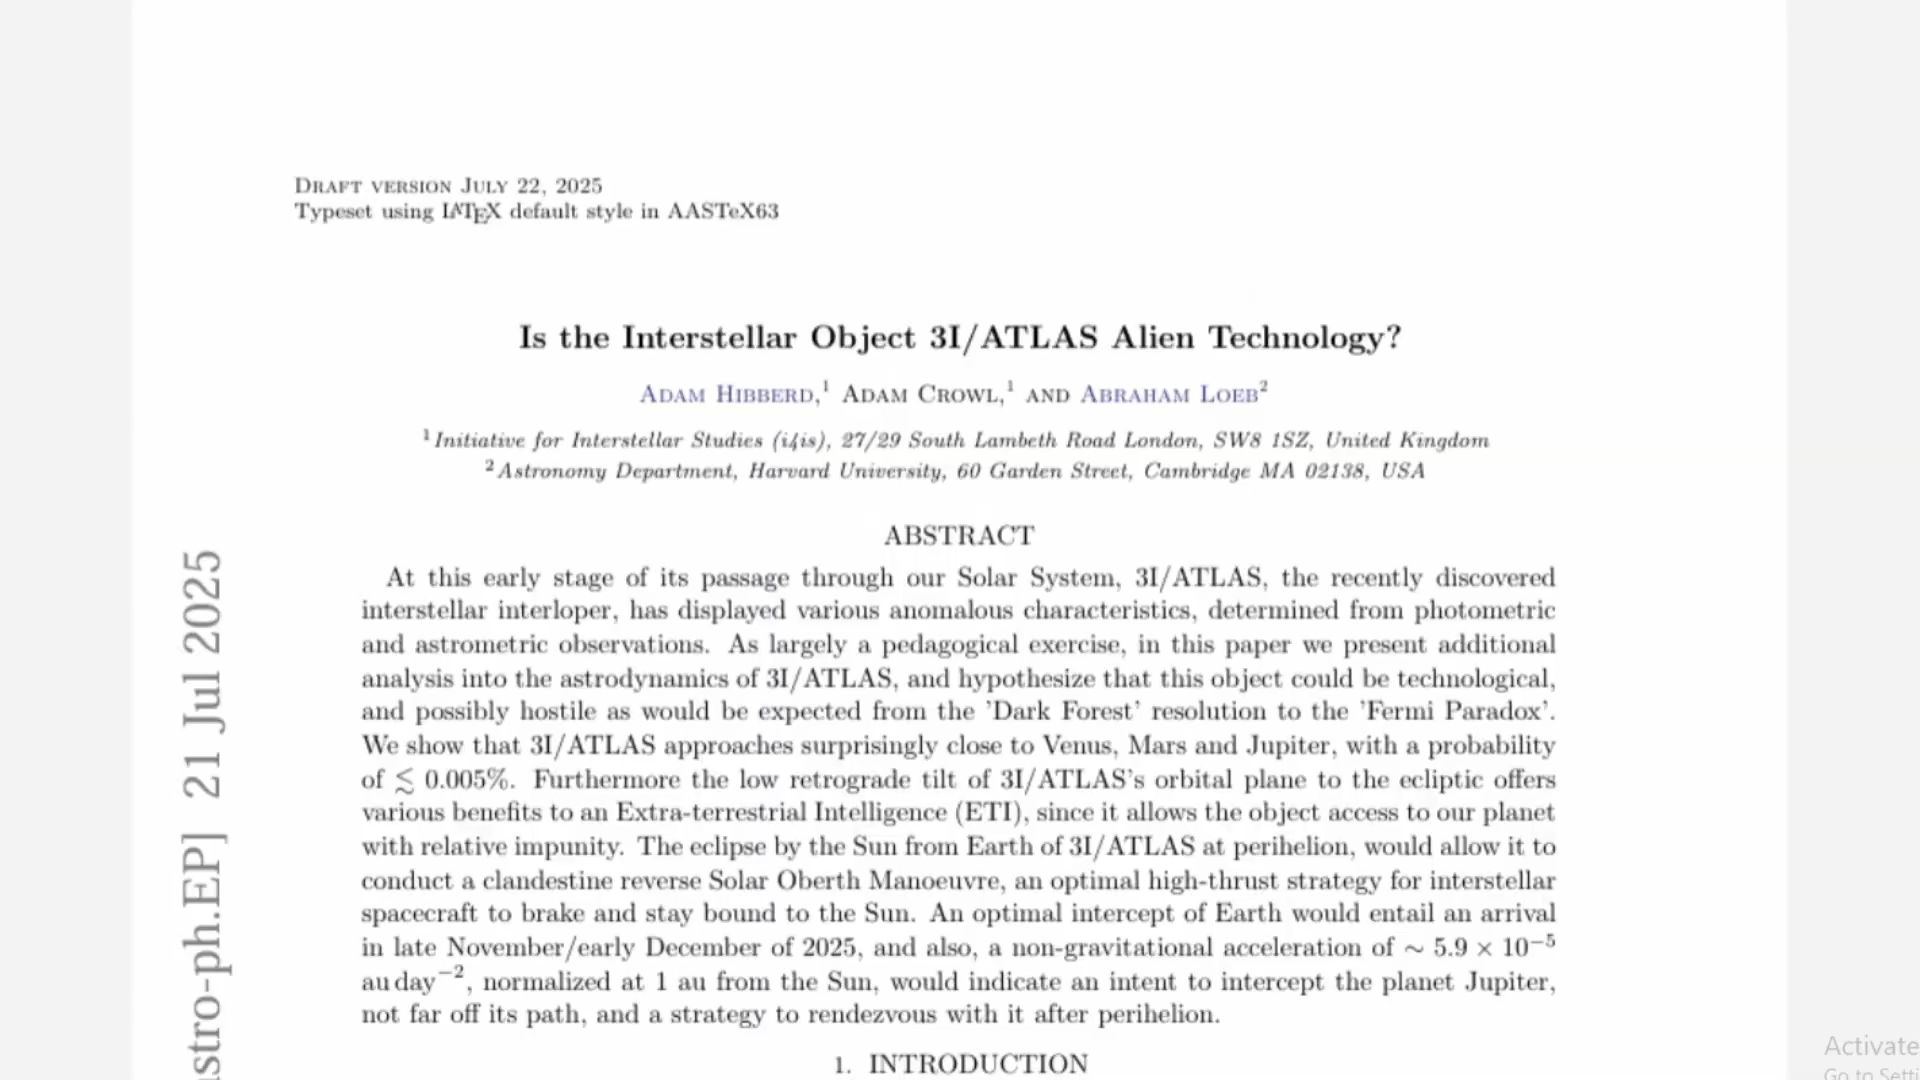 DRAFT VERSION JULY 22, 2025
Typeset using LATEX default style in AASTeX63
Is the Interstellar Object 3I/ATLAS Alien Technology?
ADAM HIBBERD,¹ ADAM CROWL,¹ AND ABRAHAM LOEB²
¹ Initiative for Interstellar Studies (i4is), 27/29 South Lambeth Road London, SW8 1SZ, United Kingdom
² Astronomy Department, Harvard University, 60 Garden Street, Cambridge MA 02138, USA
ABSTRACT
At this early stage of its passage through our Solar System, 3I/ATLAS, the recently discovered
interstellar interloper, has displayed various anomalous characteristics, determined from photometric
and astrometric observations. As largely a pedagogical exercise, in this paper we present additional
analysis into the astrodynamics of 3I/ATLAS, and hypothesize that this object could be technological,
and possibly hostile as would be expected from the 'Dark Forest' resolution to the 'Fermi Paradox'.
We show that 3I/ATLAS approaches surprisingly close to Venus, Mars and Jupiter, with a probability
of ≲ 0.005%. Furthermore the low retrograde tilt of 3I/ATLAS's orbital plane to the ecliptic offers
various benefits to an Extra-terrestrial Intelligence (ETI), since it allows the object access to our planet
with relative impunity. The eclipse by the Sun from Earth of 3I/ATLAS at perihelion, would allow it to
conduct a clandestine reverse Solar Oberth Manoeuvre, an optimal high-thrust strategy for interstellar
spacecraft to brake and stay bound to the Sun. An optimal intercept of Earth would entail an arrival
in late November/early December of 2025, and also, a non-gravitational acceleration of ~ 5.9 × 10⁻⁵
au day⁻², normalized at 1 au from the Sun, would indicate an intent to intercept the planet Jupiter,
not far off its path, and a strategy to rendezvous with it after perihelion.
1. INTRODUCTION
astro-ph.EP] 21 Jul 2025
Activate
Go to Setti